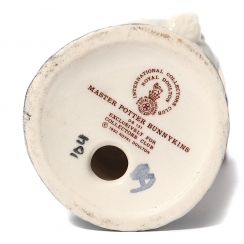 INTERNATIONAL COLLECTORS CLUB
ROYAL DOULTON
MASTER POTTER BUNNYKINS
DB 131
EXCLUSIVELY FOR
COLLECTORS CLUB
© 1992 ROYAL DOULTON
104